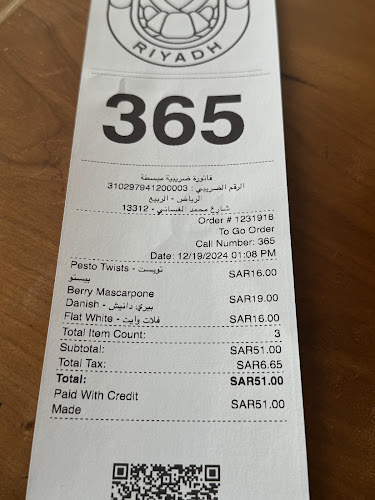 RIYADH
365
فاتورة ضريبية مبسطة
الرقم الضريبي : 310297941200003
الرياض - الربيع
شارع محمد الغساني - 13312
Order # 1231918
To Go Order
Call Number: 365
Date: 12/19/2024 01:08 PM
Pesto Twists - تويست SAR16.00
بيستو
Berry Mascarpone SAR19.00
Danish - بيري دانيش
Flat White - فلات وايت SAR16.00
Total Item Count: 3
Subtotal: SAR51.00
Total Tax: SAR6.65
Total: SAR51.00
Paid With Credit SAR51.00
Made